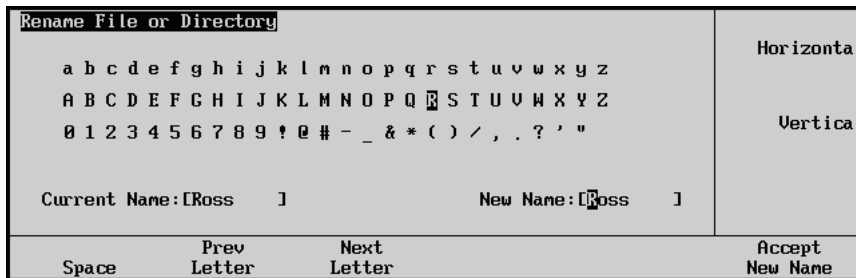 Rename File or Directory
a b c d e f g h i j k l m n o p q r s t u v w x y z
A B C D E F G H I J K L M N O P Q R S T U V W X Y Z
0 1 2 3 4 5 6 7 8 9 ! @ # - _ & * ( ) / , . ? ' "
Current Name:[Ross ]
New Name:[Ross ]
Horizonta
Vertica
Space
Prev Letter
Next Letter
Accept New Name